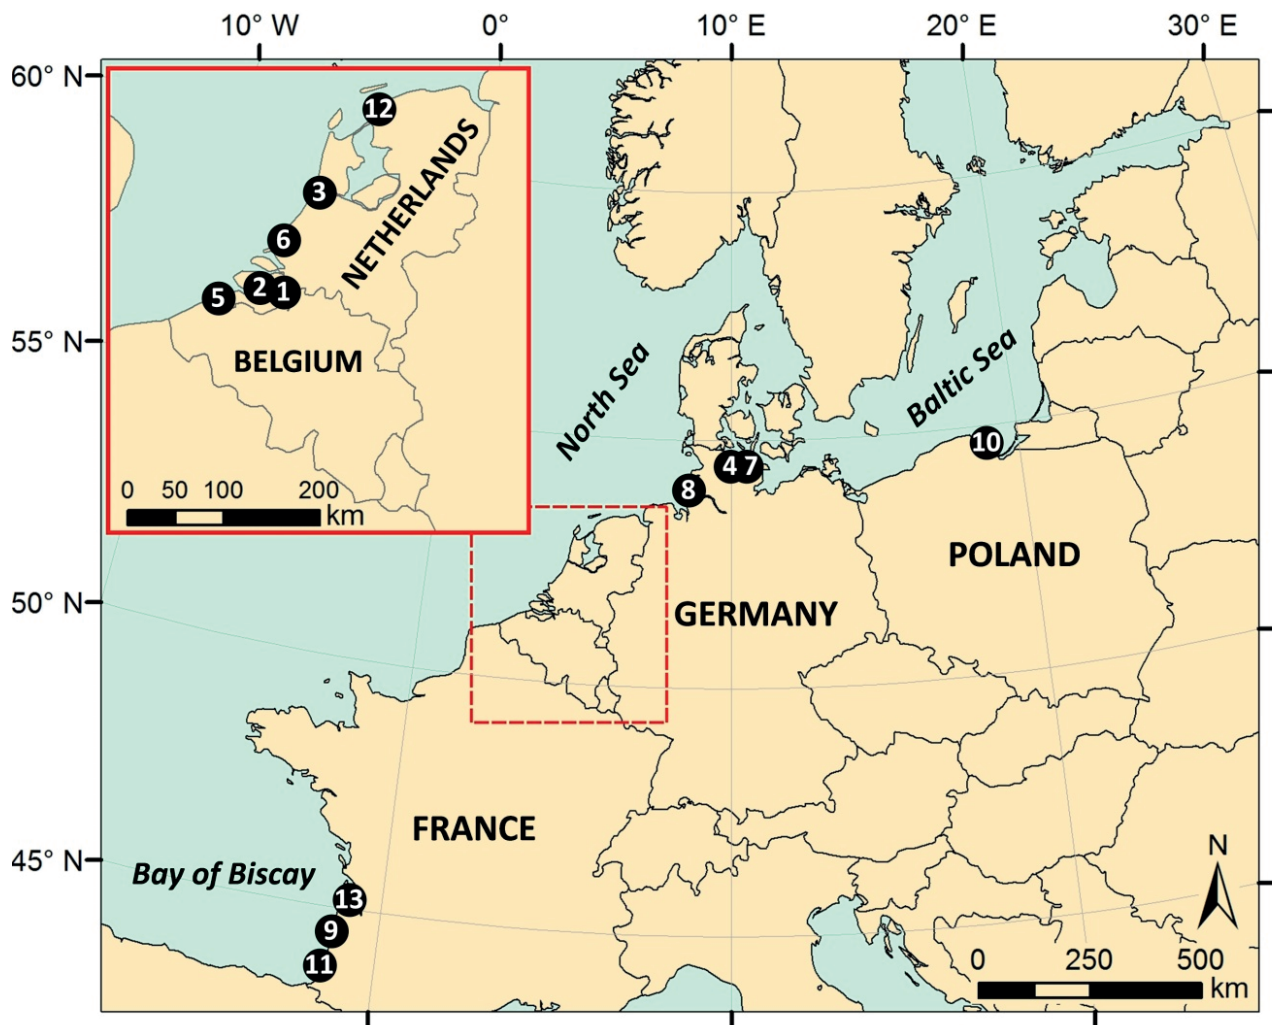 10° W 0° 10° E 20° E 30° E
60° N
55° N
50° N
45° N
12
3
6
5 2 1
NETHERLANDS
BELGIUM
0 50 100 200
km
North Sea
Baltic Sea
10
4 7
8
POLAND
GERMANY
FRANCE
Bay of Biscay
13
9
11
N
0 250 500
km